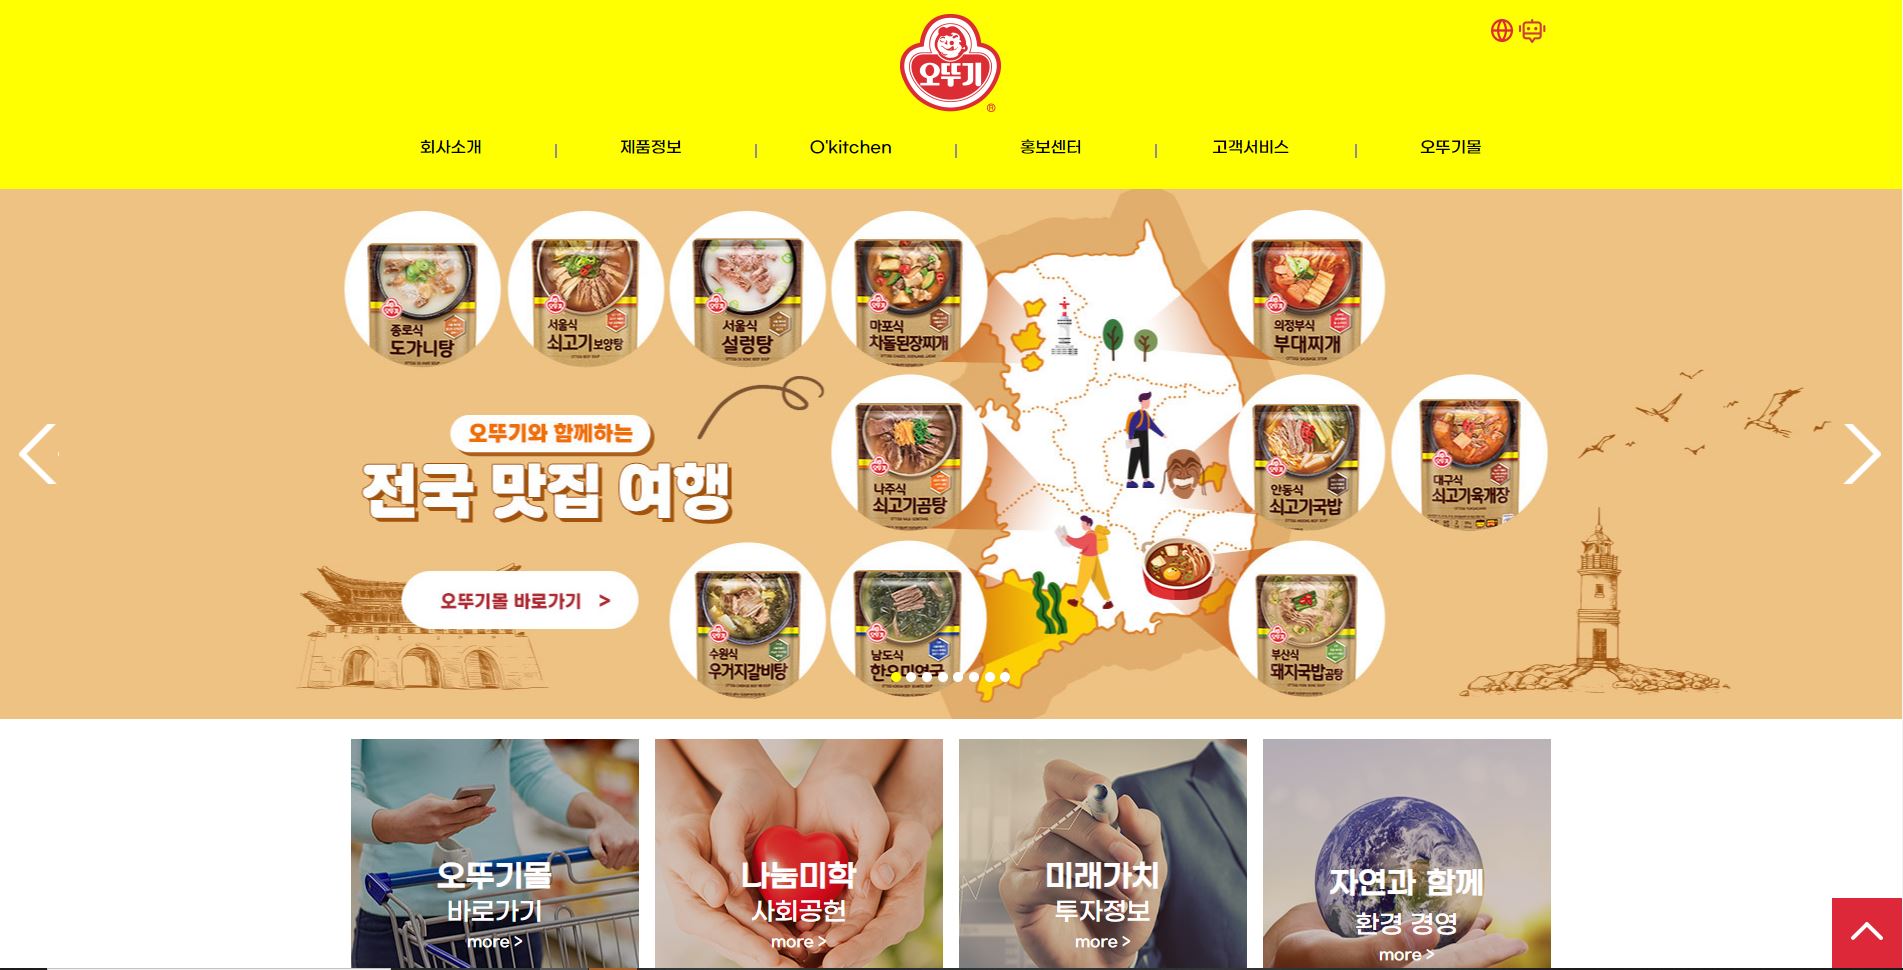 오뚜기
®
회사소개
제품정보
O'kitchen
홍보센터
고객서비스
오뚜기몰
종로식
도가니탕
서울식
쇠고기보양탕
서울식
설렁탕
마포식
차돌된장찌개
의정부식
부대찌개
오뚜기와 함께하는
전국 맛집 여행
나주식
쇠고기곰탕
안동식
쇠고기국밥
대구식
쇠고기육개장
오뚜기몰 바로가기 >
수원식
우거지갈비탕
남도식
한우미역국
부산식
돼지국밥곰탕
오뚜기몰
바로가기
more >
나눔미학
사회공헌
more >
미래가치
투자정보
more >
자연과 함께
환경 경영
more >